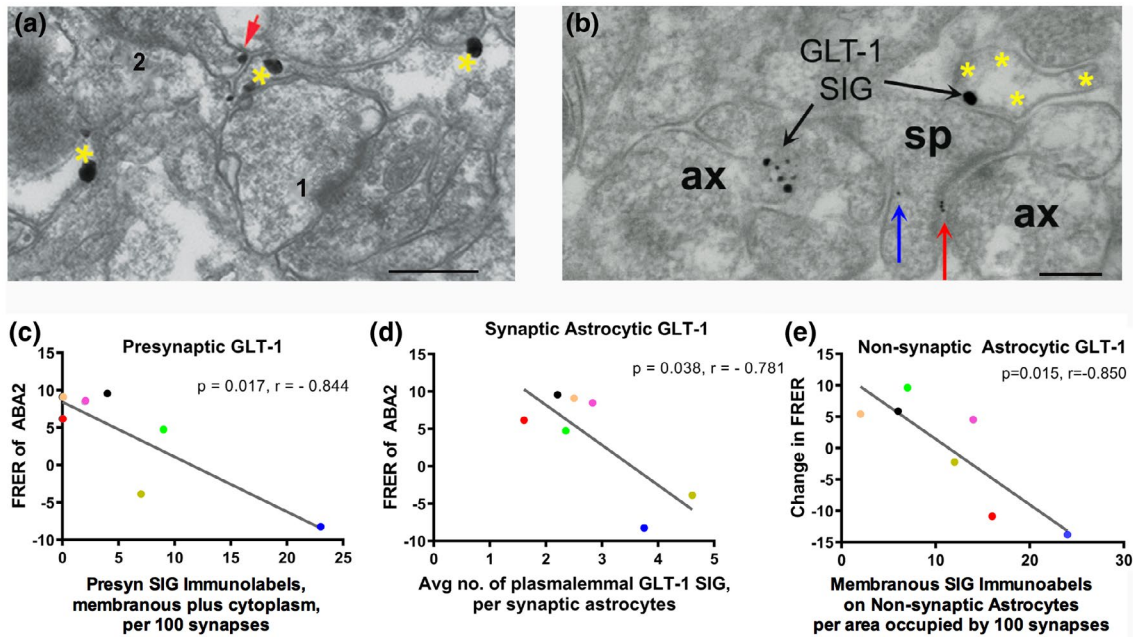 (a)
2
1
(b)
GLT-1
SIG
sp
ax
ax
(c)
Presynaptic GLT-1
p = 0.017, r = - 0.844
FRER of ABA2
15
10
5
0
-5
-10
0 5 10 15 20 25
Presyn SIG Immunolabels,
membranous plus cytoplasm,
per 100 synapses
(d)
Synaptic Astrocytic GLT-1
p = 0.038, r = - 0.781
FRER of ABA2
15
10
5
0
-5
-10
0 1 2 3 4 5
Avg no. of plasmalemmal GLT-1 SIG,
per synaptic astrocytes
(e)
Non-synaptic Astrocytic GLT-1
p=0.015, r=-0.850
Change in FRER
15
10
5
0
-5
-10
-15
0 10 20 30
Membranous SIG Immunoabels
on Non-synaptic Astrocytes
per area occupied by 100 synapses